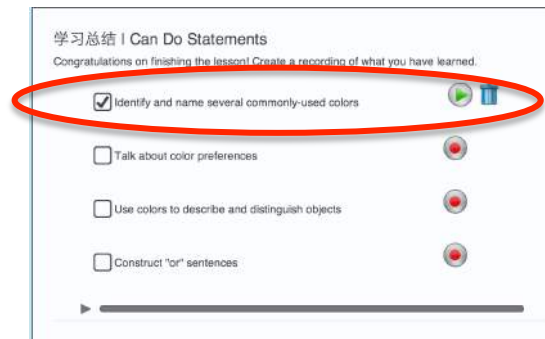 学习总结 I Can Do Statements
Congratulations on finishing the lesson! Create a recording of what you have learned.
Identify and name several commonly-used colors
Talk about color preferences
Use colors to describe and distinguish objects
Construct "or" sentences